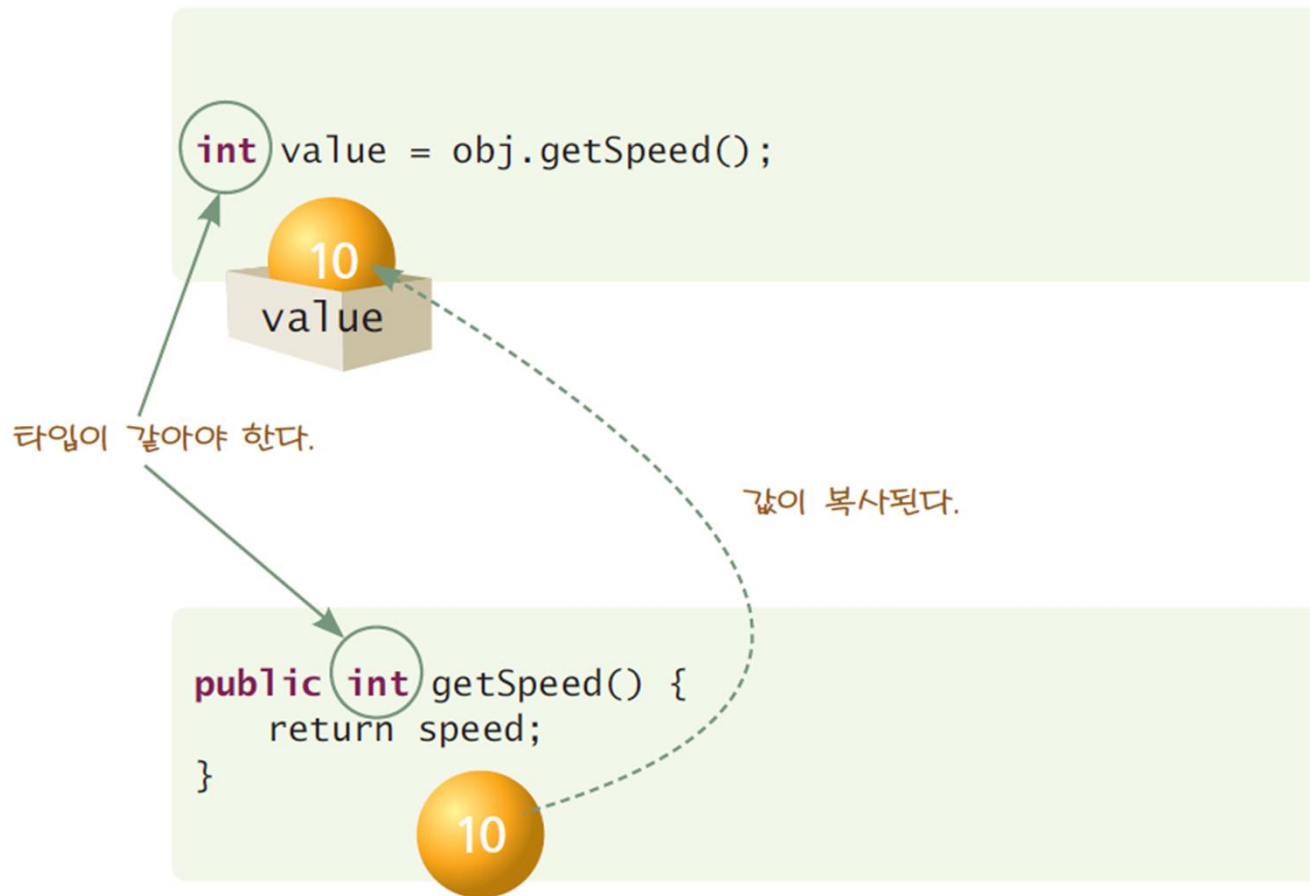 int value = obj.getSpeed();
10
value
타입이 같아야 한다.
값이 복사된다.
public int getSpeed() {
return speed;
}
10